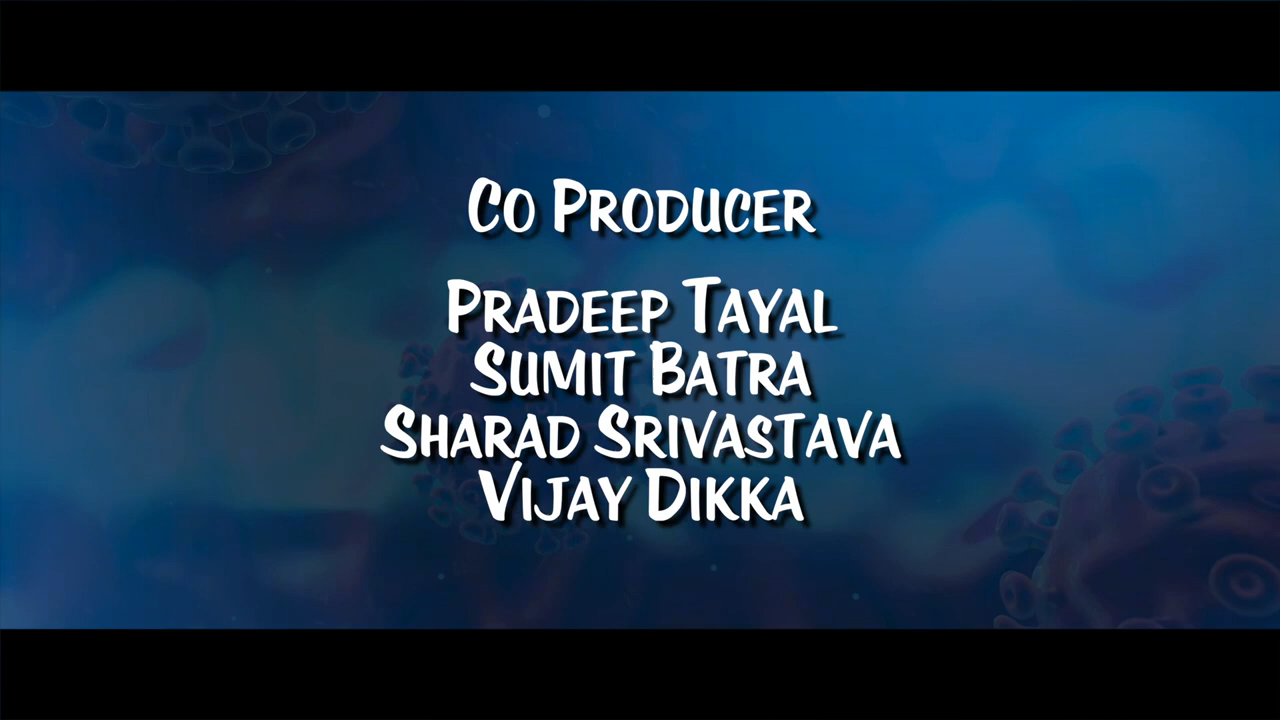 Co Producer
Pradeep Tayal
Sumit Batra
Sharad Srivastava
Vijay Dikka